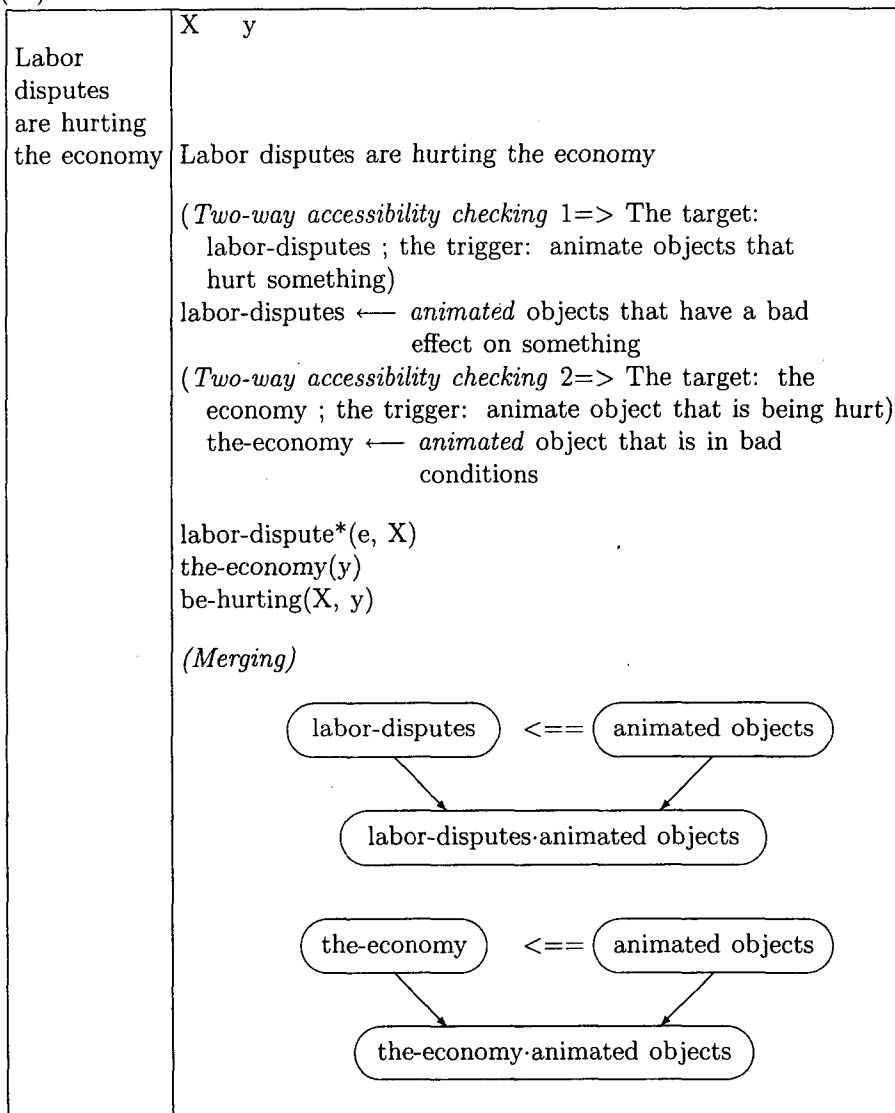 X y
Labor
disputes
are hurting
the economy
Labor disputes are hurting the economy
(Two-way accessibility checking 1=> The target:
labor-disputes ; the trigger: animate objects that
hurt something)
labor-disputes ⟵ animated objects that have a bad
effect on something
(Two-way accessibility checking 2=> The target: the
economy ; the trigger: animate object that is being hurt)
the-economy ⟵ animated object that is in bad
conditions
labor-dispute*(e, X)
the-economy(y)
be-hurting(X, y)
(Merging)
labor-disputes <== animated objects
labor-disputes·animated objects
the-economy <== animated objects
the-economy·animated objects